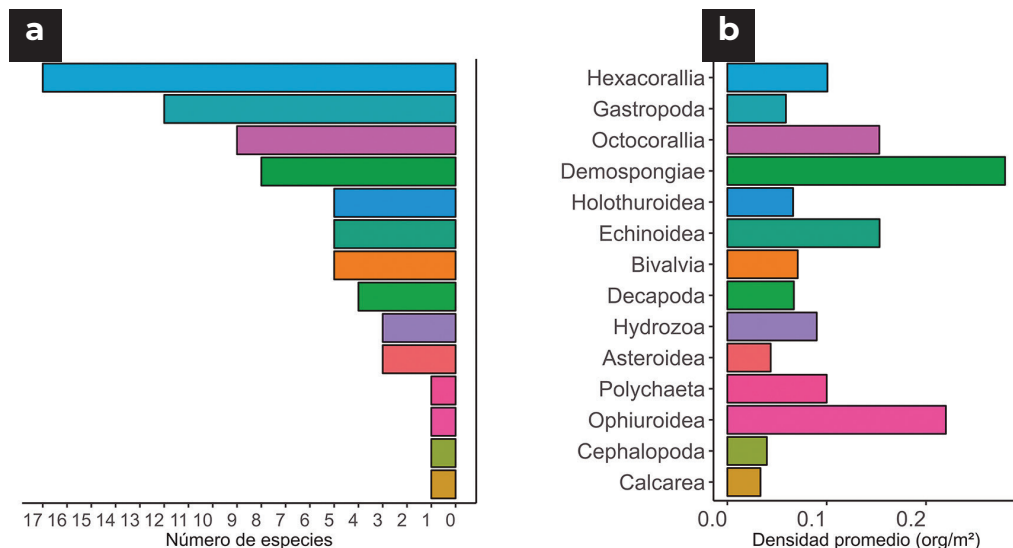 a
17 16 15 14 13 12 11 10 9 8 7 6 5 4 3 2 1 0
Número de especies
b
Hexacorallia
Gastropoda
Octocorallia
Demospongiae
Holothuroidea
Echinoidea
Bivalvia
Decapoda
Hydrozoa
Asteroidea
Polychaeta
Ophiuroidea
Cephalopoda
Calcarea
0.0 0.1 0.2
Densidad promedio (org/m²)